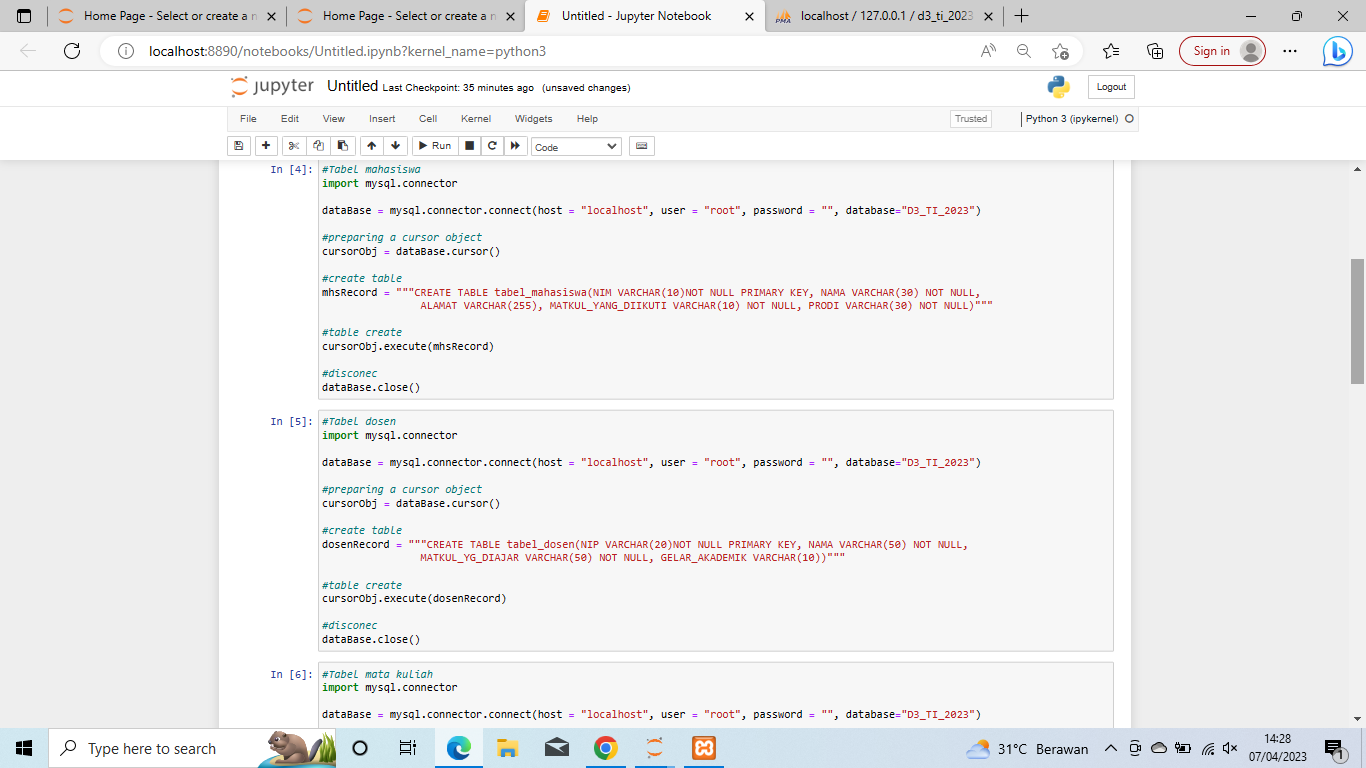 Home Page - Select or create a n
Home Page - Select or create a n
Untitled - Jupyter Notebook
localhost / 127.0.0.1 / d3_ti_2023
localhost:8890/notebooks/Untitled.ipynb?kernel_name=python3
Sign in
jupyter Untitled Last Checkpoint: 35 minutes ago (unsaved changes)
Logout
File Edit View Insert Cell Kernel Widgets Help
Trusted
Python 3 (ipykernel)
Run
Code
In [4]: #Tabel mahasiswa
import mysql.connector
dataBase = mysql.connector.connect(host = "localhost", user = "root", password = "", database="D3_TI_2023")
#preparing a cursor object
cursorObj = dataBase.cursor()
#create table
mhsRecord = """CREATE TABLE tabel_mahasiswa(NIM VARCHAR(10)NOT NULL PRIMARY KEY, NAMA VARCHAR(30) NOT NULL,
ALAMAT VARCHAR(255), MATKUL_YANG_DIIKUTI VARCHAR(10) NOT NULL, PRODI VARCHAR(30) NOT NULL)"""
#table create
cursorObj.execute(mhsRecord)
#disconec
dataBase.close()
In [5]: #Tabel dosen
import mysql.connector
dataBase = mysql.connector.connect(host = "localhost", user = "root", password = "", database="D3_TI_2023")
#preparing a cursor object
cursorObj = dataBase.cursor()
#create table
dosenRecord = """CREATE TABLE tabel_dosen(NIP VARCHAR(20)NOT NULL PRIMARY KEY, NAMA VARCHAR(50) NOT NULL,
MATKUL_YG_DIAJAR VARCHAR(50) NOT NULL, GELAR_AKADEMIK VARCHAR(10))"""
#table create
cursorObj.execute(dosenRecord)
#disconec
dataBase.close()
In [6]: #Tabel mata kuliah
import mysql.connector
dataBase = mysql.connector.connect(host = "localhost", user = "root", password = "", database="D3_TI_2023")
Type here to search
31°C Berawan
14:28
07/04/2023
1